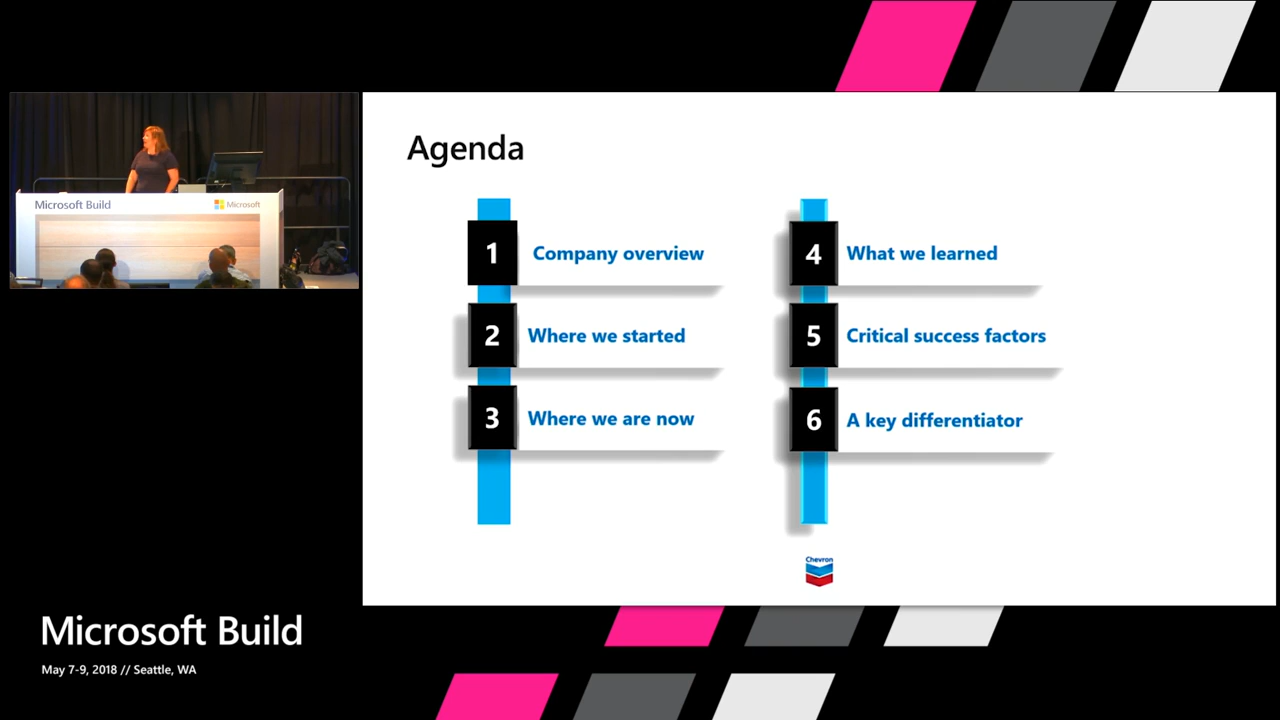 Microsoft Build
Microsoft
Agenda
1 Company overview
2 Where we started
3 Where we are now
4 What we learned
5 Critical success factors
6 A key differentiator
Chevron
Microsoft Build
May 7-9, 2018 // Seattle, WA